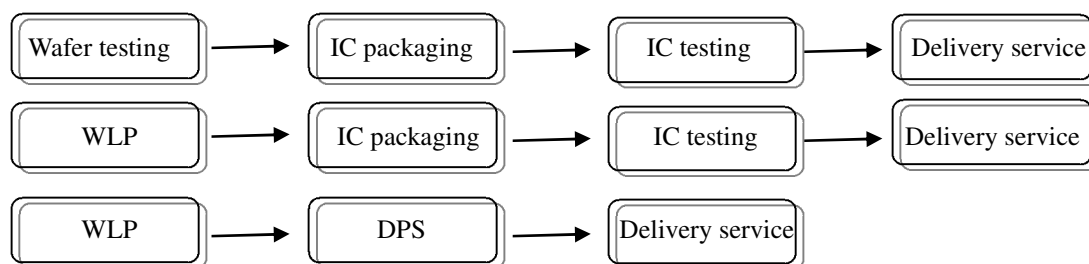 Wafer testing IC packaging IC testing Delivery service
WLP IC packaging IC testing Delivery service
WLP DPS Delivery service